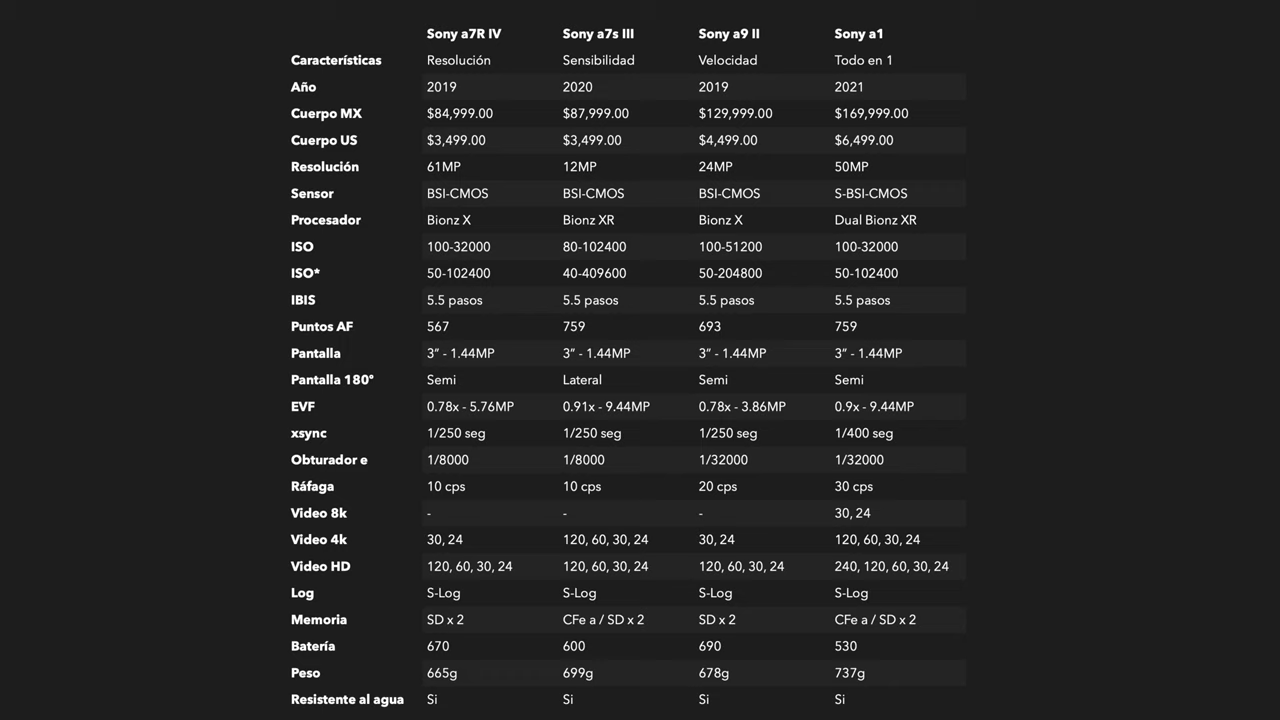 Sony a7R IV Sony a7s III Sony a9 II Sony a1
Características Resolución Sensibilidad Velocidad Todo en 1
Año 2019 2020 2019 2021
Cuerpo MX $84,999.00 $87,999.00 $129,999.00 $169,999.00
Cuerpo US $3,499.00 $3,499.00 $4,499.00 $6,499.00
Resolución 61MP 12MP 24MP 50MP
Sensor BSI-CMOS BSI-CMOS BSI-CMOS S-BSI-CMOS
Procesador Bionz X Bionz XR Bionz X Dual Bionz XR
ISO 100-32000 80-102400 100-51200 100-32000
ISO* 50-102400 40-409600 50-204800 50-102400
IBIS 5.5 pasos 5.5 pasos 5.5 pasos 5.5 pasos
Puntos AF 567 759 693 759
Pantalla 3” - 1.44MP 3” - 1.44MP 3” - 1.44MP 3” - 1.44MP
Pantalla 180° Semi Lateral Semi Semi
EVF 0.78x - 5.76MP 0.91x - 9.44MP 0.78x - 3.86MP 0.9x - 9.44MP
xsync 1/250 seg 1/250 seg 1/250 seg 1/400 seg
Obturador e 1/8000 1/8000 1/32000 1/32000
Ráfaga 10 cps 10 cps 20 cps 30 cps
Video 8k - - - 30, 24
Video 4k 30, 24 120, 60, 30, 24 30, 24 120, 60, 30, 24
Video HD 120, 60, 30, 24 120, 60, 30, 24 120, 60, 30, 24 240, 120, 60, 30, 24
Log S-Log S-Log S-Log S-Log
Memoria SD x 2 CFe a / SD x 2 SD x 2 CFe a / SD x 2
Batería 670 600 690 530
Peso 665g 699g 678g 737g
Resistente al agua Si Si Si Si